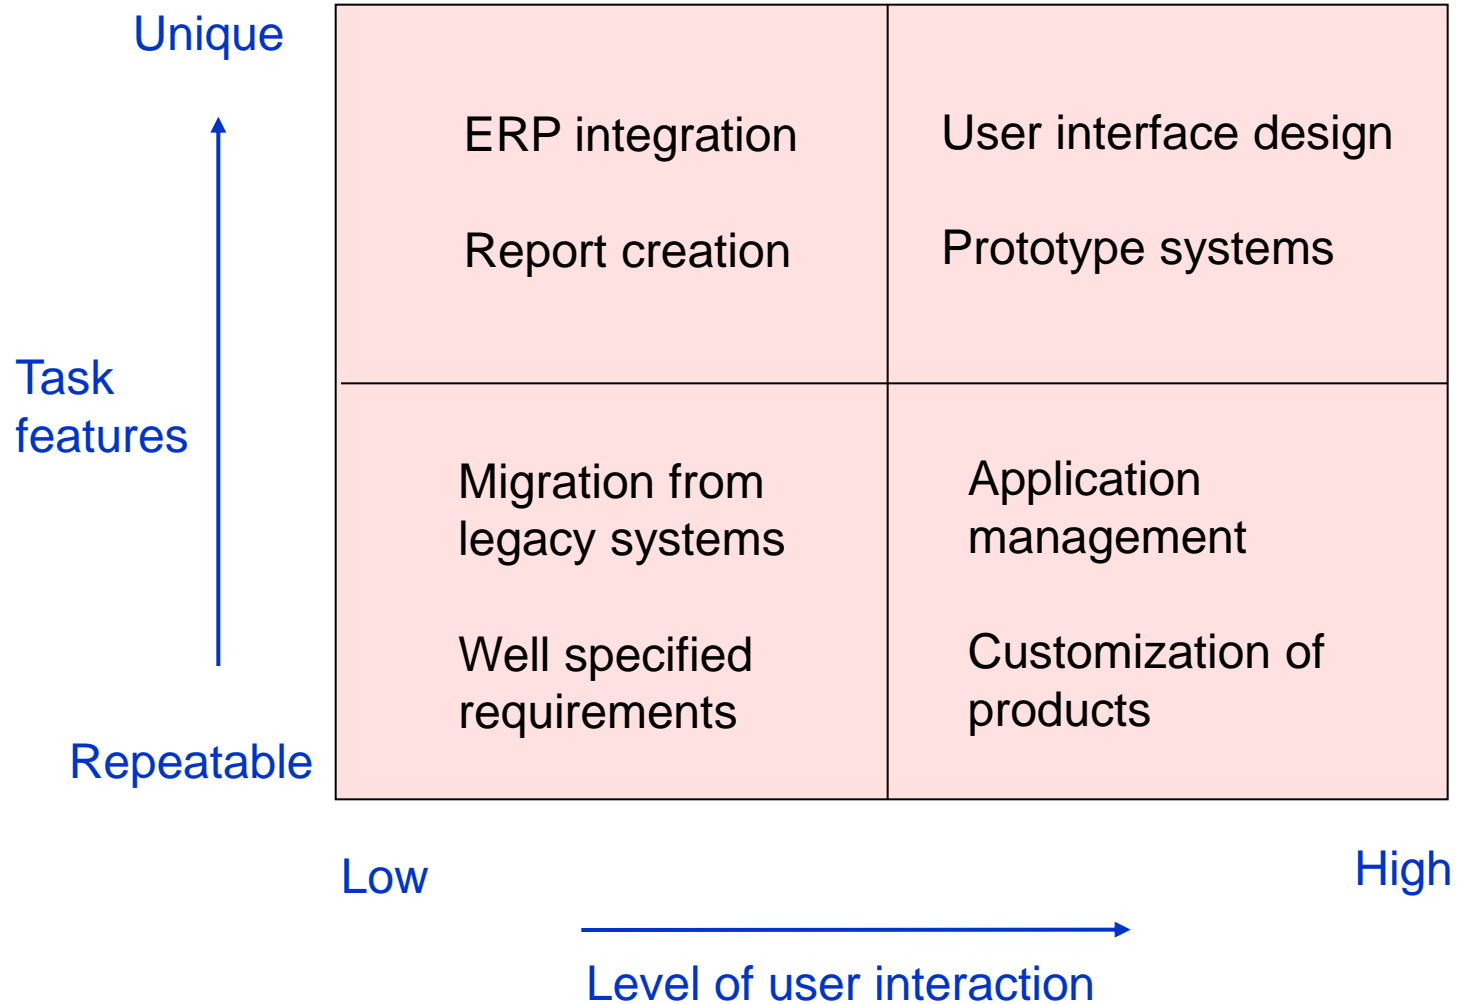 Unique
ERP integration
User interface design
Report creation
Prototype systems
Task
features
Migration from
legacy systems
Application
management
Well specified
requirements
Customization of
products
Repeatable
Low
High
Level of user interaction